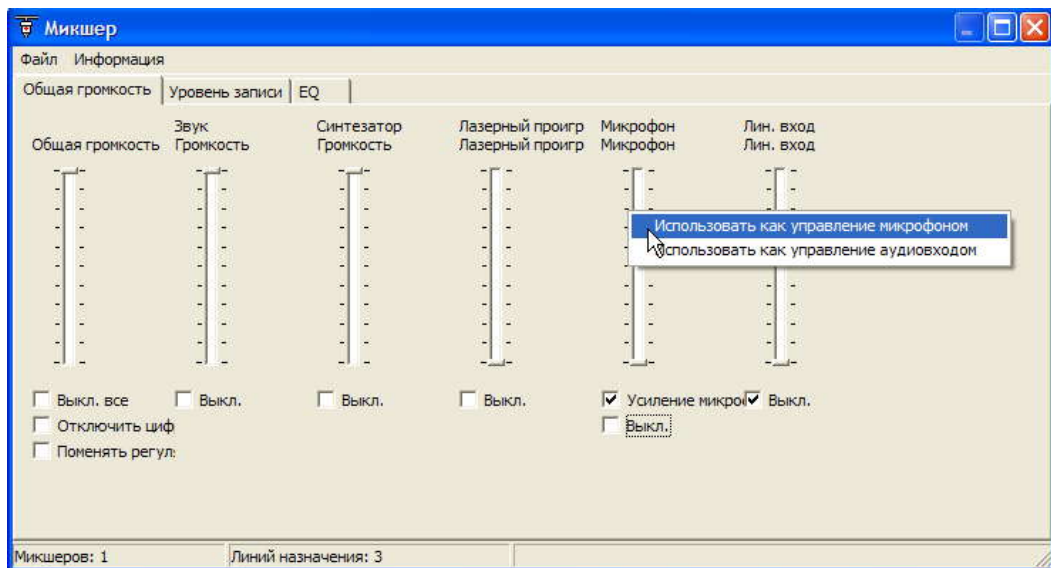 Микшер
Файл Информация
Общая громкость Уровень записи EQ
Звук Синтезатор Лазерный проигр Микрофон Лин. вход
Общая громкость Громкость Громкость Лазерный проигр Микрофон Лин. вход
Использовать как управление микрофоном
Использовать как управление аудиовходом
Выкл. все Выкл. Выкл. Выкл. Усиление микро Выкл.
Отключить циф Выкл.
Поменять регул
Микшеров: 1 Линий назначения: 3